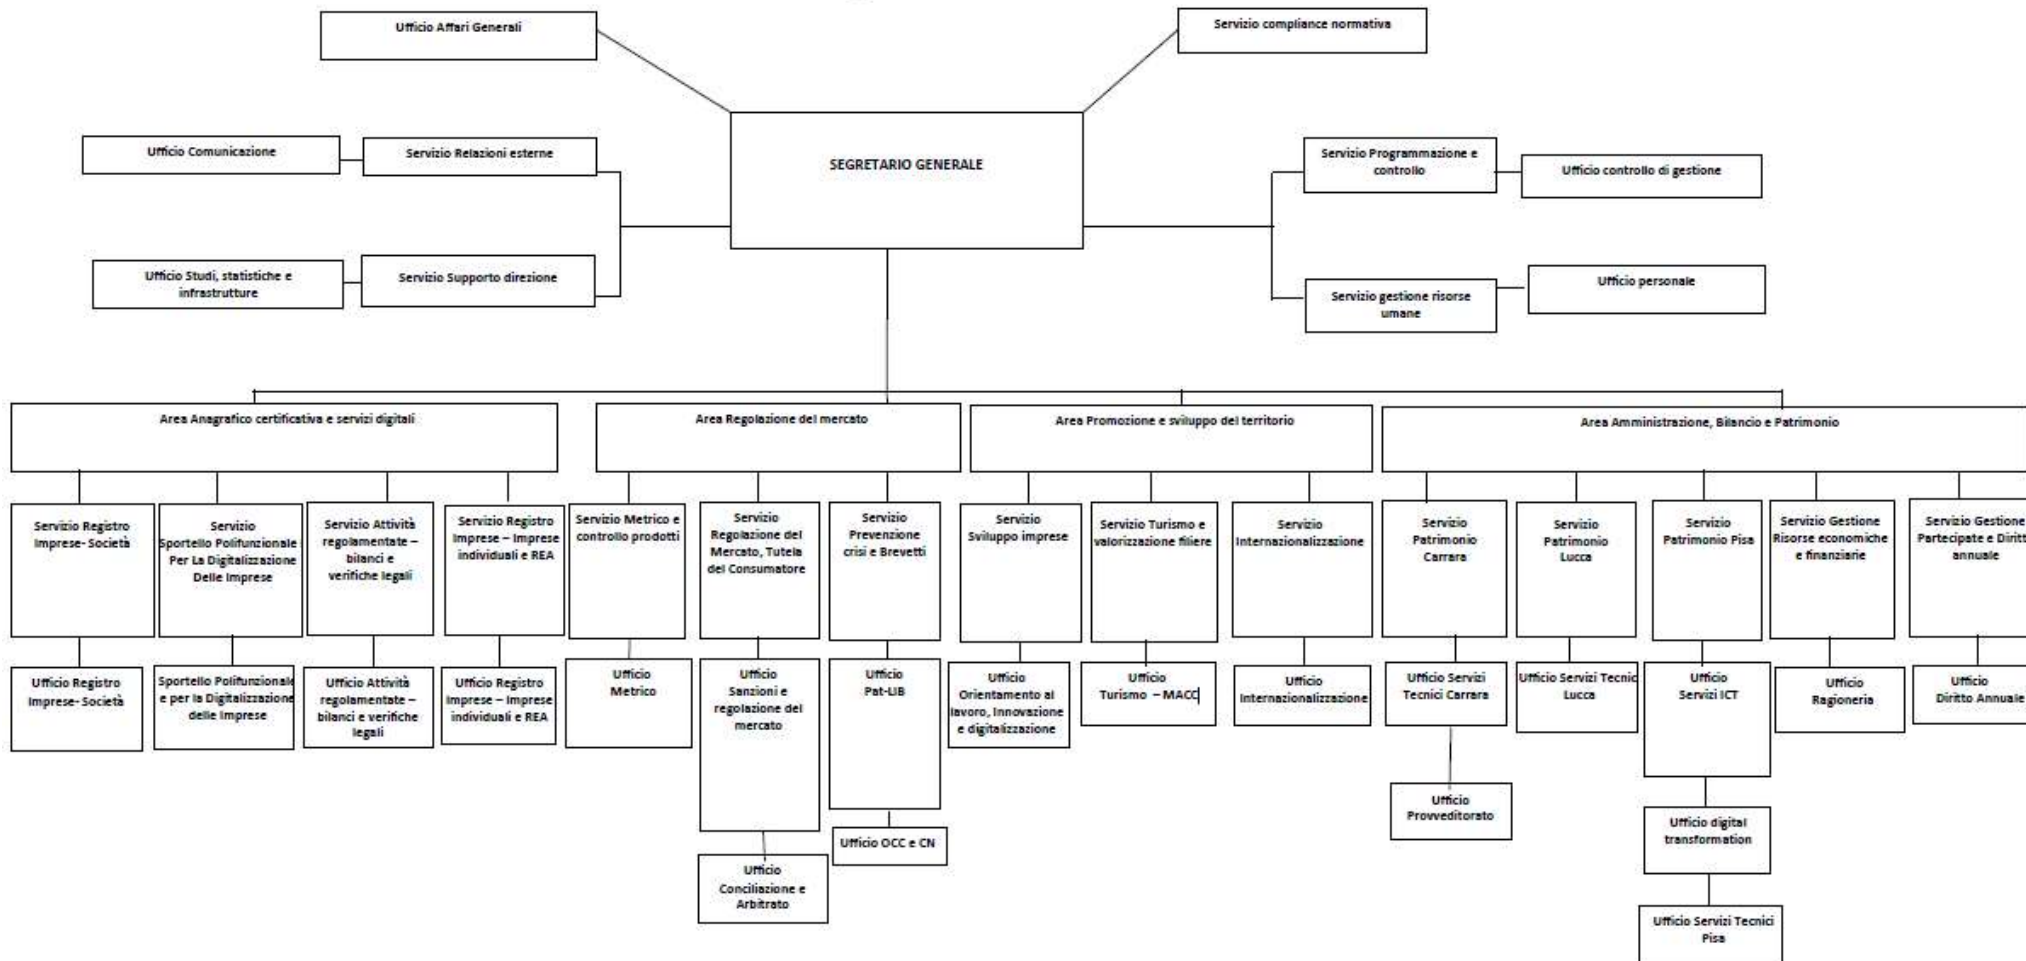 Ufficio Affari Generali
Servizio compliance normativa
SEGRETARIO GENERALE
Ufficio Comunicazione
Servizio Relazioni esterne
Servizio Programmazione e
controllo
Ufficio controllo di gestione
Ufficio Studi, statistiche e
infrastrutture
Servizio Supporto direzione
Servizio gestione risorse
umane
Ufficio personale
Area Anagrafico certificativa e servizi digitali
Area Regolazione del mercato
Area Promozione e sviluppo del territorio
Area Amministrazione, Bilancio e Patrimonio
Servizio Registro
Imprese- Società
Servizio
Sportello Polifunzionale
Per La Digitalizzazione
Delle Imprese
Servizio Attività
regolamentate –
bilanci e
verifiche legali
Servizio Registro
Imprese – Imprese
individuali e REA
Servizio Metrico e
controllo prodotti
Servizio
Regolazione del
Mercato, Tutela
del Consumatore
Servizio
Prevenzione
crisi e Brevetti
Servizio
Sviluppo imprese
Servizio Turismo e
valorizzazione filiere
Servizio
Internazionalizzazione
Servizio
Patrimonio
Carrara
Servizio
Patrimonio
Lucca
Servizio
Patrimonio Pisa
Servizio Gestione
Risorse economiche
e finanziarie
Servizio Gestione
Partecipate e Diritt
annuale
Ufficio Registro
Imprese- Società
Sportello Polifunzionale
e per la Digitalizzazione
delle Imprese
Ufficio Attività
regolamentate –
bilanci e verifiche
legali
Ufficio Registro
Imprese – Imprese
individuali e REA
Ufficio
Metrico
Ufficio
Sanzioni e
regolazione del
mercato
Ufficio
Pat-LIB
Ufficio
Orientamento al
lavoro, Innovazione
e digitalizzazione
Ufficio
Turismo – MACC
Ufficio
Internazionalizzazione
Ufficio Servizi
Tecnici Carrara
Ufficio Servizi Tecnic
Lucca
Ufficio
Servizi ICT
Ufficio
Ragioneria
Ufficio
Diritto Annuale
Ufficio
Provveditorato
Ufficio digital
transformation
Ufficio OCC e CN
Ufficio
Conciliazione e
Arbitrato
Ufficio Servizi Tecnici
Pisa